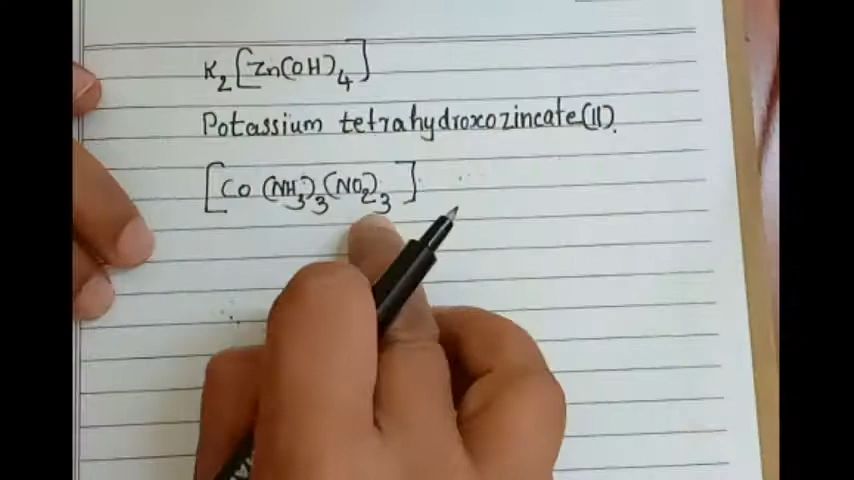 K₂[Zn(OH)₄]
Potassium tetrahydroxozincate(II).
[Co(NH₃)₃(NO₂)₃]